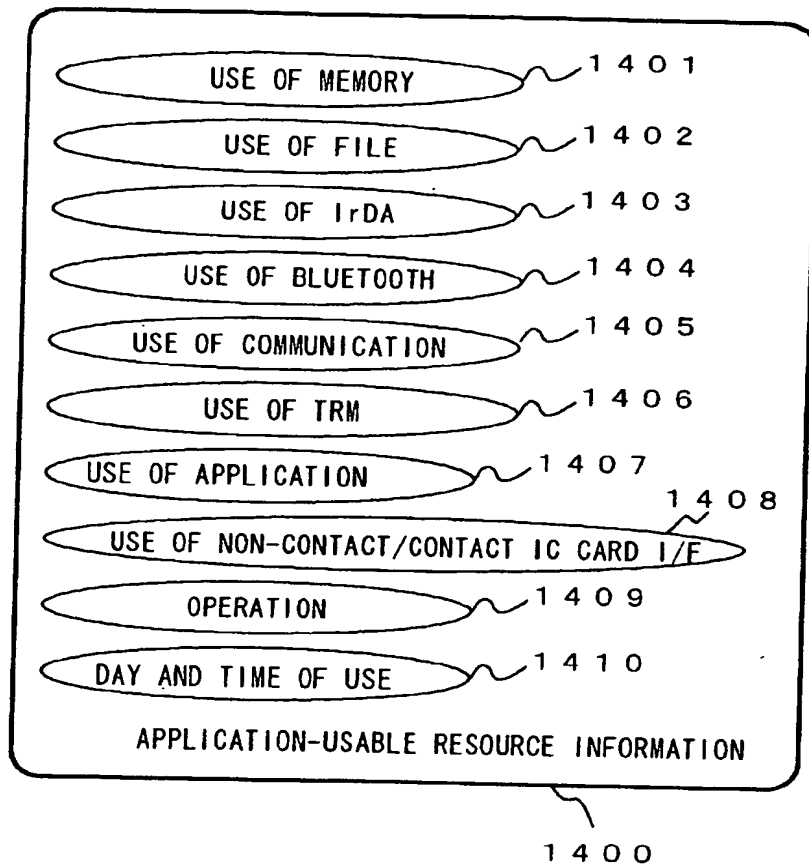 USE OF MEMORY 1401
USE OF FILE 1402
USE OF IrDA 1403
USE OF BLUETOOTH 1404
USE OF COMMUNICATION 1405
USE OF TRM 1406
USE OF APPLICATION 1407
1408
USE OF NON-CONTACT/CONTACT IC CARD I/F
OPERATION 1409
DAY AND TIME OF USE 1410
APPLICATION-USABLE RESOURCE INFORMATION
1400